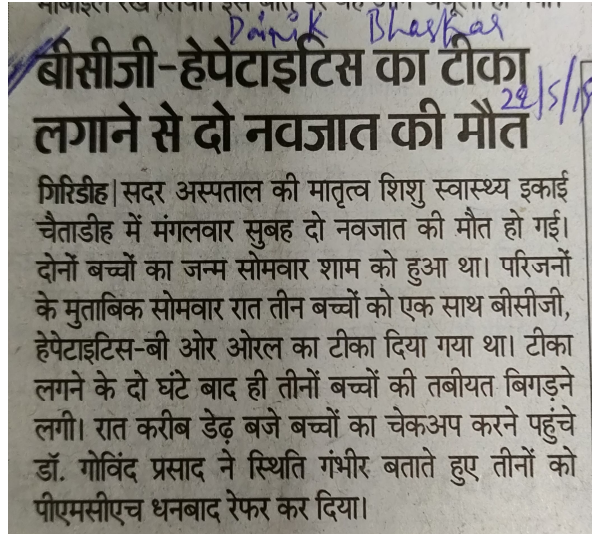 Dainik Bhaskar
बीसीजी-हेपेटाइटिस का टीका
22/5/18
लगाने से दो नवजात की मौत
गिरिडीह| सदर अस्पताल की मातृत्व शिशु स्वास्थ्य इकाई
चैताडीह में मंगलवार सुबह दो नवजात की मौत हो गई।
दोनों बच्चों का जन्म सोमवार शाम को हुआ था। परिजनों
के मुताबिक सोमवार रात तीन बच्चों को एक साथ बीसीजी,
हेपेटाइटिस-बी ओर ओरल का टीका दिया गया था। टीका
लगने के दो घंटे बाद ही तीनों बच्चों की तबीयत बिगड़ने
लगी। रात करीब डेढ़ बजे बच्चों का चेकअप करने पहुंचे
डॉ. गोविंद प्रसाद ने स्थिति गंभीर बताते हुए तीनों को
पीएमसीएच धनबाद रेफर कर दिया।